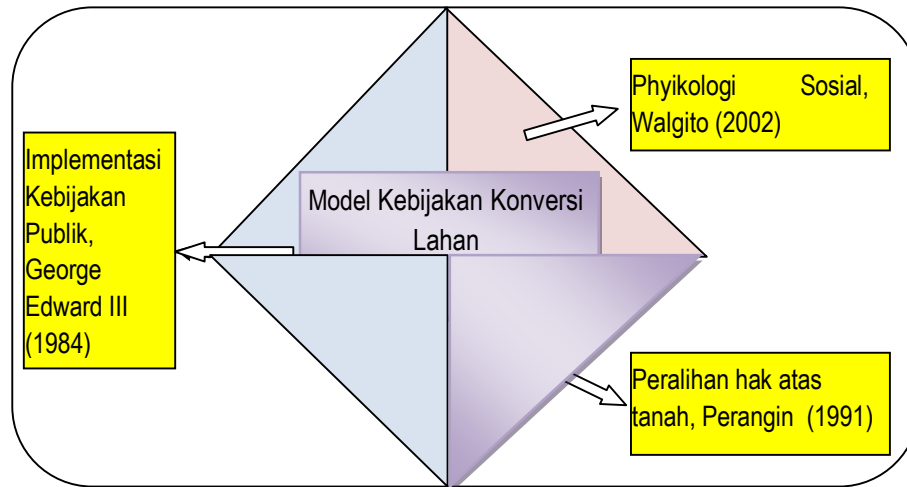 Phyikologi Sosial,
Walgito (2002)
Implementasi
Kebijakan
Publik,
George
Edward III
(1984)
Model Kebijakan Konversi
Lahan
Peralihan hak atas
tanah, Perangin (1991)